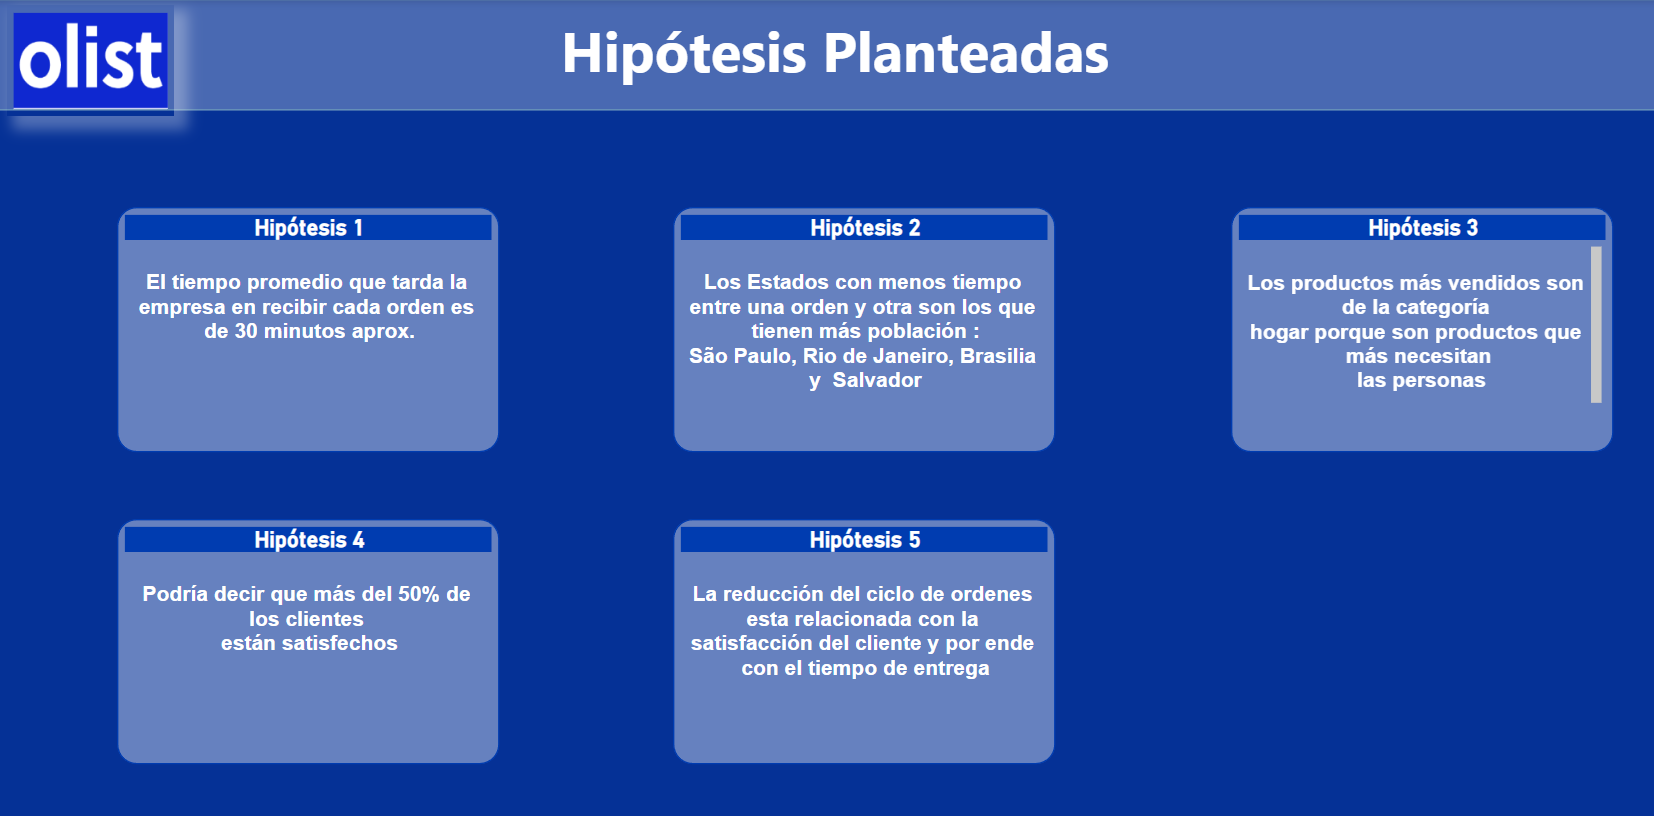 olist
Hipótesis Planteadas
Hipótesis 1
El tiempo promedio que tarda la
empresa en recibir cada orden es
de 30 minutos aprox.
Hipótesis 2
Los Estados con menos tiempo
entre una orden y otra son los que
tienen más población :
São Paulo, Rio de Janeiro, Brasilia
y Salvador
Hipótesis 3
Los productos más vendidos son
de la categoría
hogar porque son productos que
más necesitan
las personas
Hipótesis 4
Podría decir que más del 50% de
los clientes
están satisfechos
Hipótesis 5
La reducción del ciclo de ordenes
esta relacionada con la
satisfacción del cliente y por ende
con el tiempo de entrega